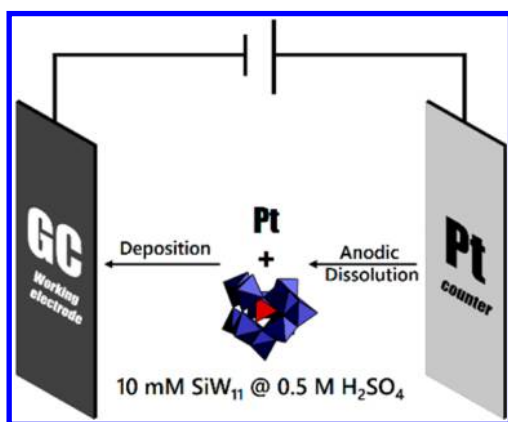 GC
Working
electrode
Deposition
Pt
+
Anodic
Dissolution
Pt
counter
10 mM SiW₁₁ @ 0.5 M H₂SO₄